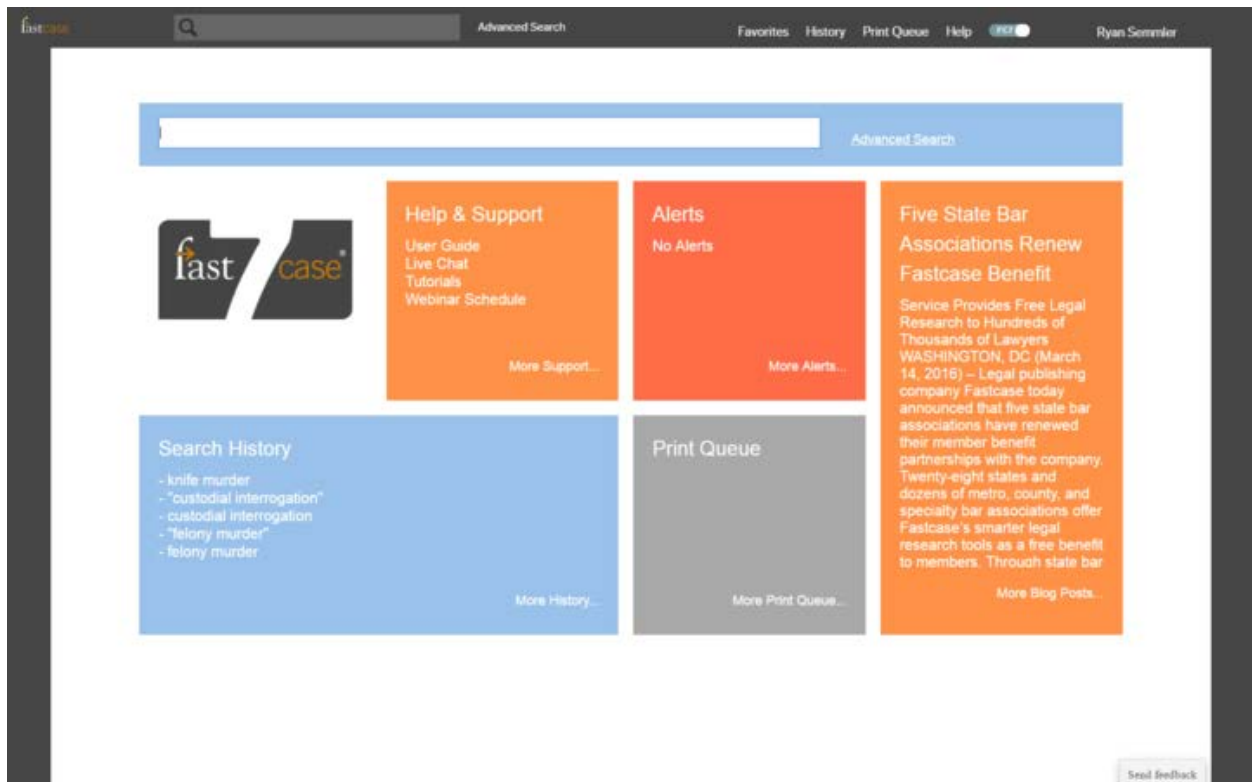 fastcase
Advanced Search
Favorites History Print Queue Help
Ryan Semmler
Advanced Search
fast 7 case®
Help & Support
User Guide
Live Chat
Tutorials
Webinar Schedule
More Support...
Alerts
No Alerts
More Alerts...
Five State Bar
Associations Renew
Fastcase Benefit
Service Provides Free Legal
Research to Hundreds of
Thousands of Lawyers
WASHINGTON, DC (March
14, 2016) – Legal publishing
company Fastcase today
announced that five state bar
associations have renewed
their member benefit
partnerships with the company.
Twenty-eight states and
dozens of metro, county, and
specialty bar associations offer
Fastcase's smarter legal
research tools as a free benefit
to members. Through state bar
More Blog Posts...
Search History
- knife murder
- "custodial interrogation"
- custodial interrogation
- "felony murder"
- felony murder
More History...
Print Queue
More Print Queue...
Send feedback